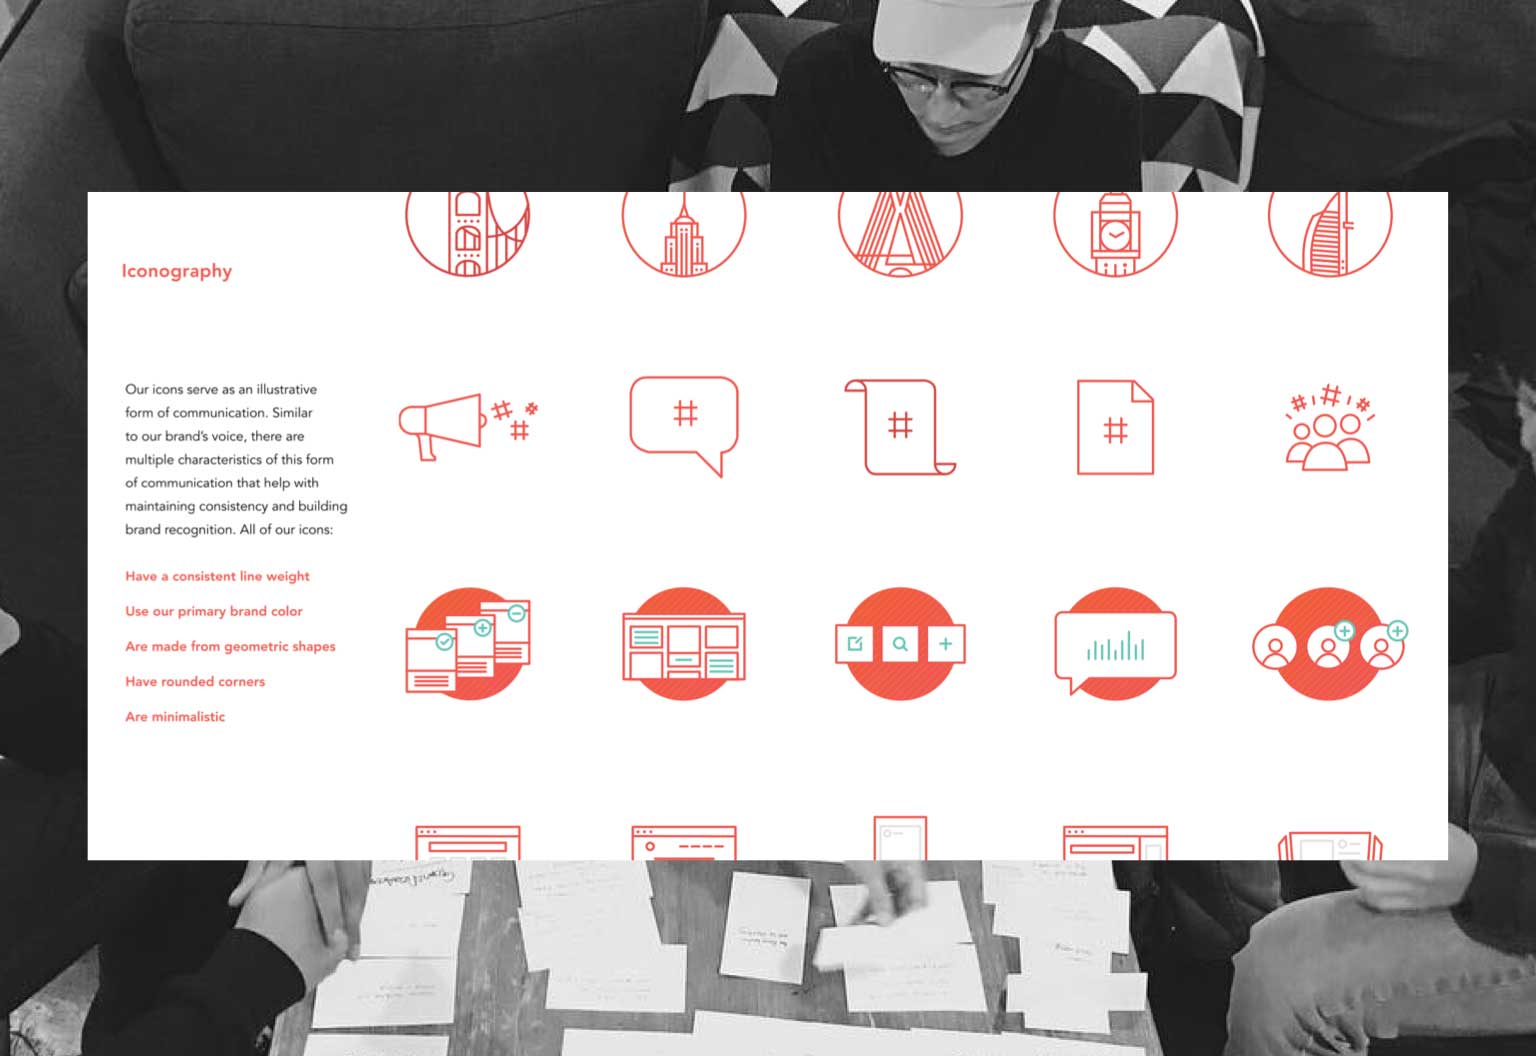 Iconography
Our icons serve as an illustrative
form of communication. Similar
to our brand's voice, there are
multiple characteristics of this form
of communication that help with
maintaining consistency and building
brand recognition. All of our icons:
Have a consistent line weight
Use our primary brand color
Are made from geometric shapes
Have rounded corners
Are minimalistic